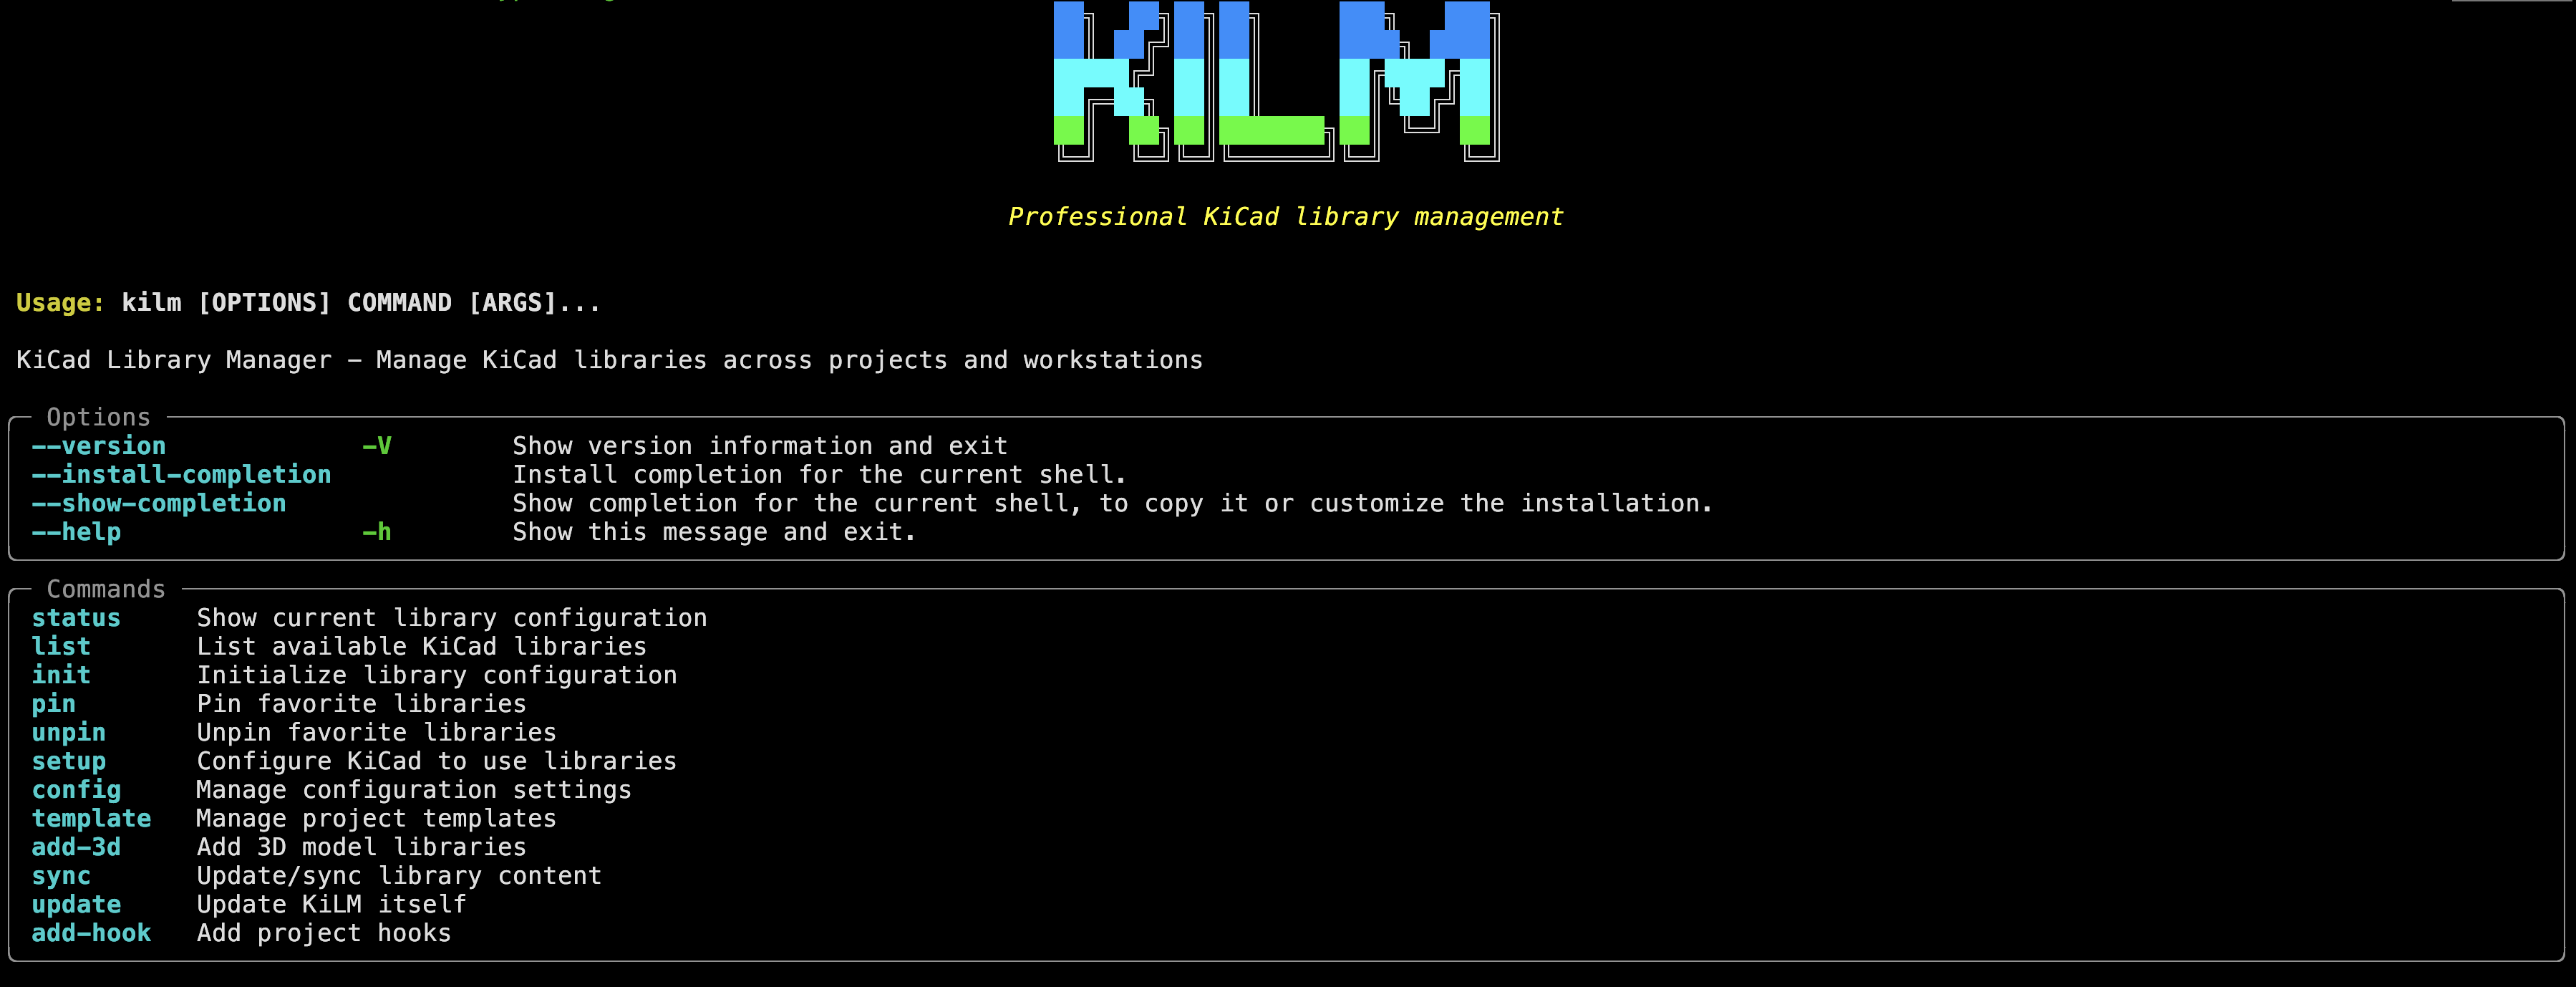 KILM
Professional KiCad library management
Usage: kilm [OPTIONS] COMMAND [ARGS]...
KiCad Library Manager - Manage KiCad libraries across projects and workstations
Options
--version -V Show version information and exit
--install-completion Install completion for the current shell.
--show-completion Show completion for the current shell, to copy it or customize the installation.
--help -h Show this message and exit.
Commands
status Show current library configuration
list List available KiCad libraries
init Initialize library configuration
pin Pin favorite libraries
unpin Unpin favorite libraries
setup Configure KiCad to use libraries
config Manage configuration settings
template Manage project templates
add-3d Add 3D model libraries
sync Update/sync library content
update Update KiLM itself
add-hook Add project hooks